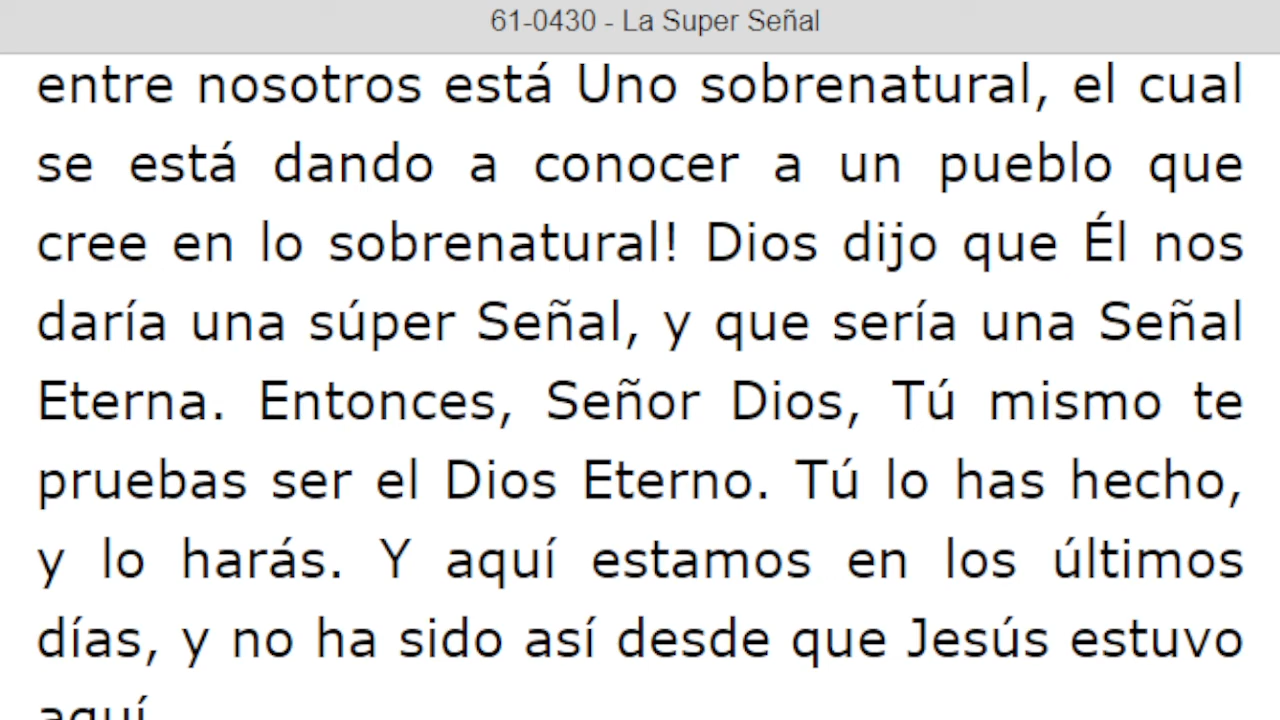 61-0430 - La Super Señal
entre nosotros está Uno sobrenatural, el cual
se está dando a conocer a un pueblo que
cree en lo sobrenatural! Dios dijo que Él nos
daría una súper Señal, y que sería una Señal
Eterna. Entonces, Señor Dios, Tú mismo te
pruebas ser el Dios Eterno. Tú lo has hecho,
y lo harás. Y aquí estamos en los últimos
días, y no ha sido así desde que Jesús estuvo
aquí